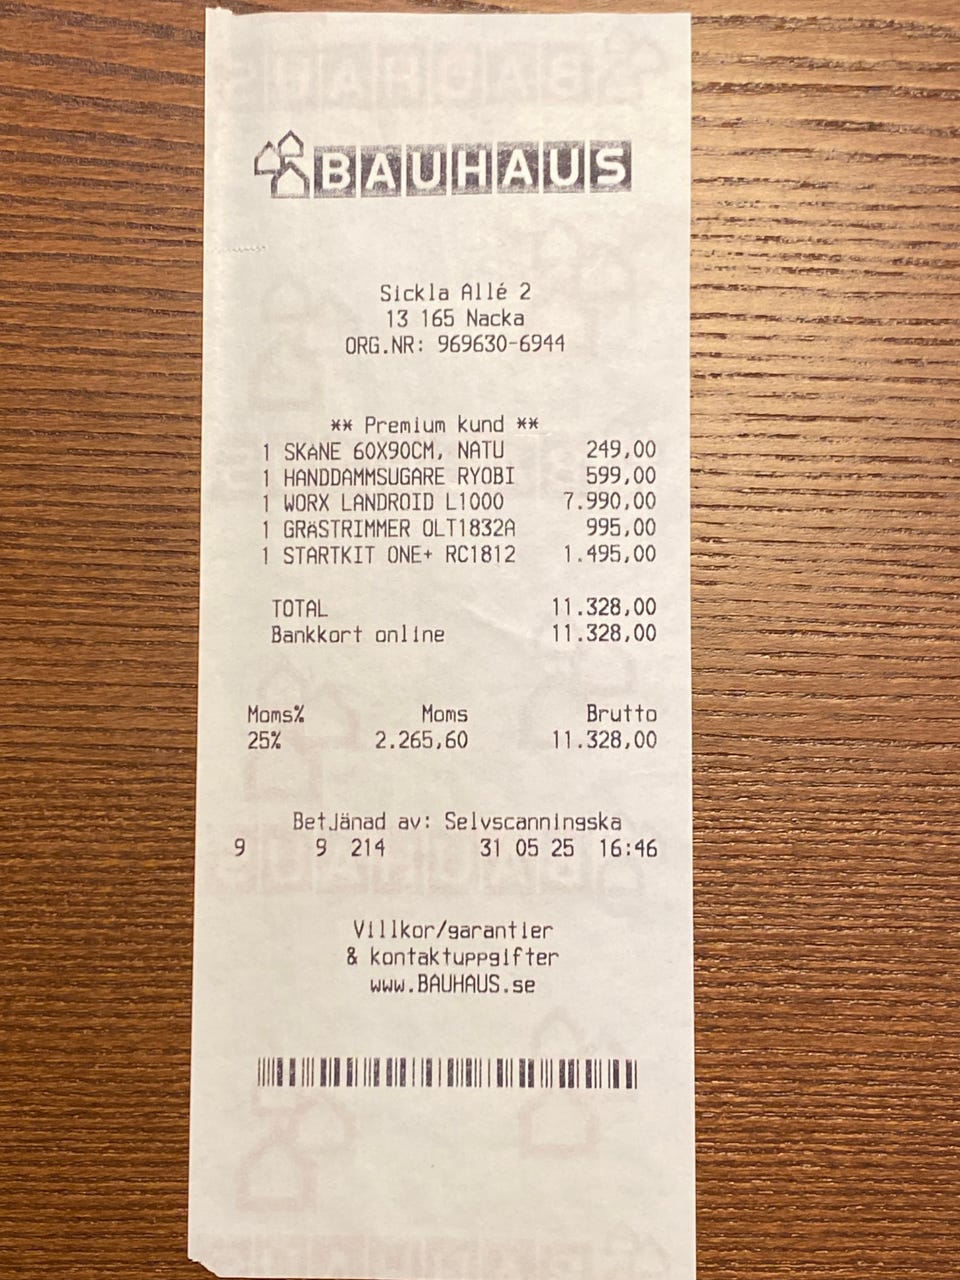 BAUHAUS
Sickla Allé 2
13 165 Nacka
ORG.NR: 969630-6944
** Premium kund **
1 SKÅNE 60X90CM, NATU 249,00
1 HANDDAMMSUGARE RYOBI 599,00
1 WORX LANDROID L1000 7.990,00
1 GRÄSTRIMMER OLT1832A 995,00
1 STARTKIT ONE+ RC1812 1.495,00
TOTAL 11.328,00
Bankkort online 11.328,00
Moms% Moms Brutto
25% 2.265,60 11.328,00
Betjänad av: Selvscanningska
9 9 214 31 05 25 16:46
Villkor/garantier
& kontaktuppgifter
www.BAUHAUS.se